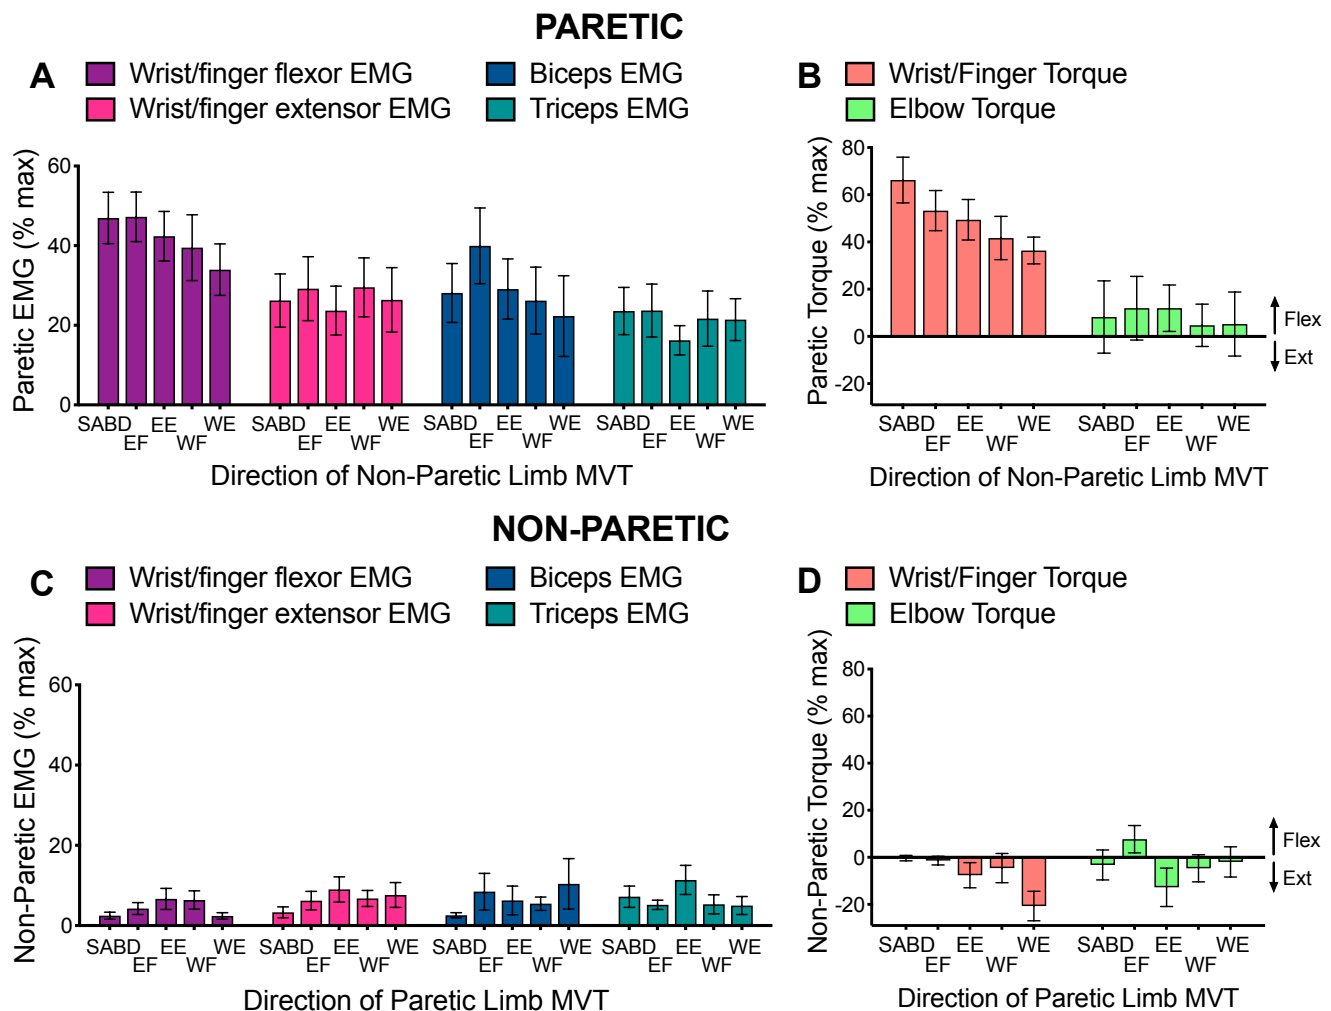 PARETIC
A
Wrist/finger flexor EMG
Biceps EMG
Wrist/finger extensor EMG
Triceps EMG
Paretic EMG (% max)
60
40
20
0
SABD EF EE WF WE SABD EF EE WF WE SABD EF EE WF WE SABD EF EE WF WE
Direction of Non-Paretic Limb MVT
B
Wrist/Finger Torque
Elbow Torque
Paretic Torque (% max)
80
60
40
20
0
-20
Flex
Ext
SABD EF EE WF WE SABD EF EE WF WE
Direction of Non-Paretic Limb MVT
NON-PARETIC
C
Wrist/finger flexor EMG
Biceps EMG
Wrist/finger extensor EMG
Triceps EMG
Non-Paretic EMG (% max)
60
40
20
0
SABD EF EE WF WE SABD EF EE WF WE SABD EF EE WF WE SABD EF EE WF WE
Direction of Paretic Limb MVT
D
Wrist/Finger Torque
Elbow Torque
Non-Paretic Torque (% max)
80
60
40
20
0
-20
Flex
Ext
SABD EF EE WF WE SABD EF EE WF WE
Direction of Paretic Limb MVT